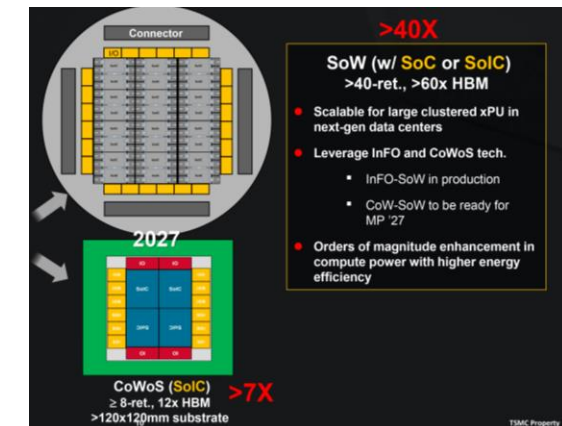 Connector
I/O
2027
SoIC SoIC
CoWoS (SoIC)
≥ 8-ret., 12x HBM
>120x120mm substrate
>7X
>40X
SoW (w/ SoC or SoIC)
>40-ret., >60x HBM
Scalable for large clustered xPU in
next-gen data centers
Leverage InFO and CoWoS tech.
InFO-SoW in production
CoW-SoW to be ready for
MP '27
Orders of magnitude enhancement in
compute power with higher energy
efficiency
TSMC Property